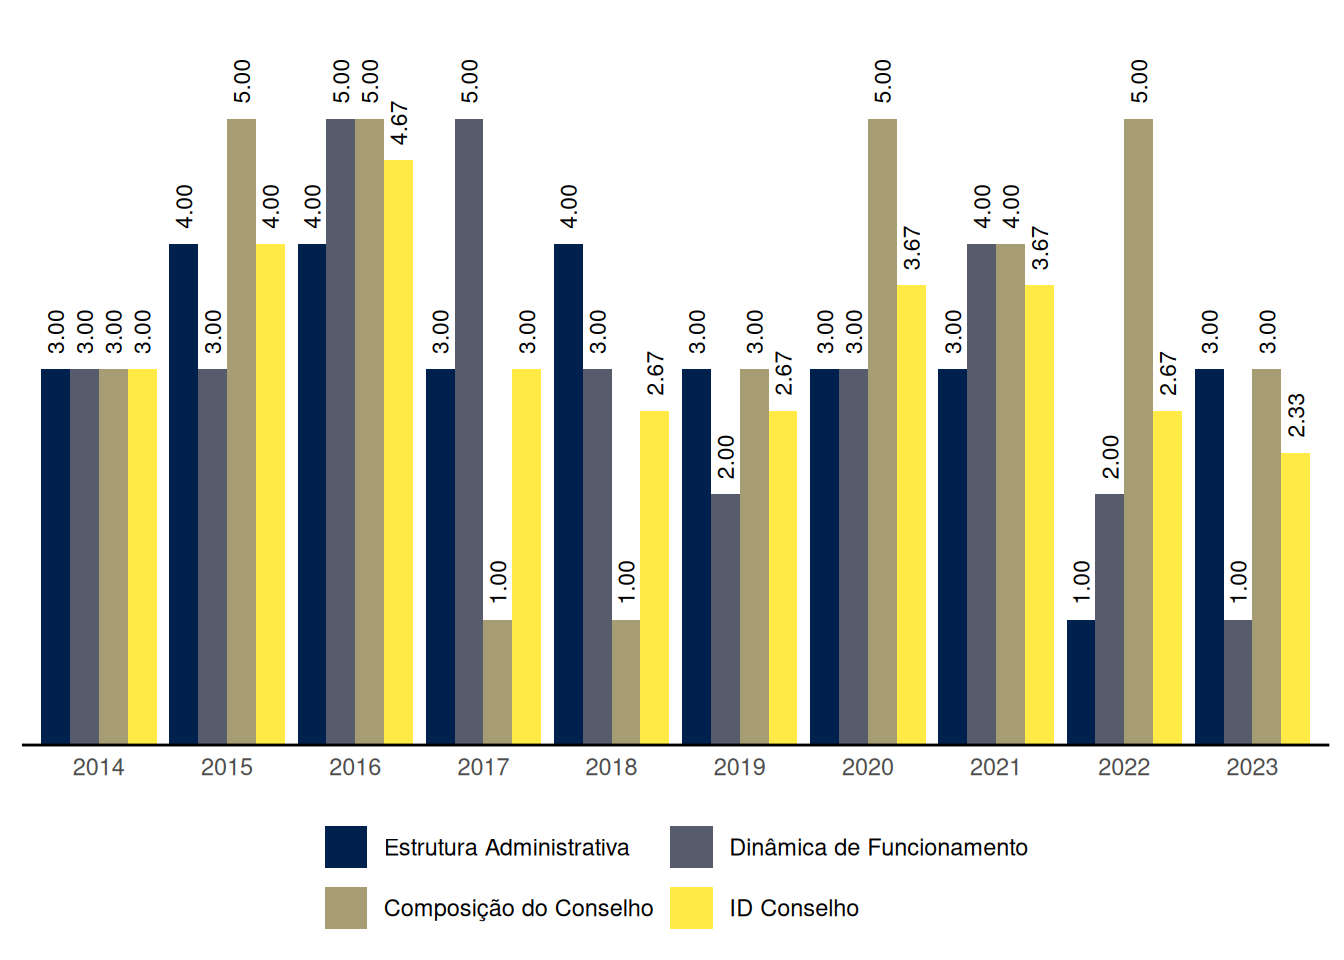 3.00 3.00 3.00 3.00 4.00 3.00 5.00 4.00 4.00 5.00 5.00 4.67 3.00 5.00 1.00 3.00 4.00 3.00 1.00 2.67 3.00 2.00 3.00 2.67 3.00 3.00 5.00 3.67 3.00 4.00 4.00 3.67 1.00 2.00 5.00 2.67 3.00 1.00 3.00 2.33
2014 2015 2016 2017 2018 2019 2020 2021 2022 2023
Estrutura Administrativa Dinâmica de Funcionamento
Composição do Conselho ID Conselho